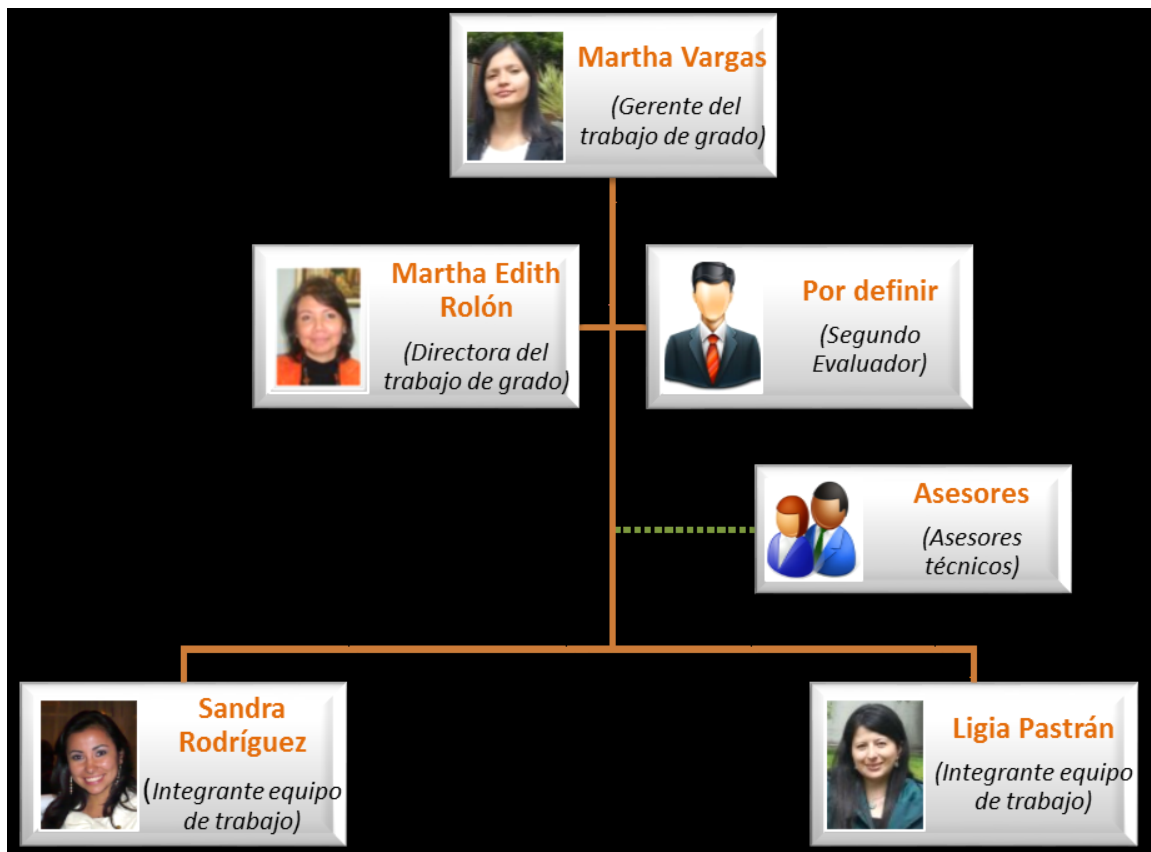 Martha Vargas
(Gerente del
trabajo de grado)
Martha Edith
Rolón
(Directora del
trabajo de grado)
Por definir
(Segundo
Evaluador)
Asesores
(Asesores
técnicos)
Sandra
Rodríguez
(Integrante equipo
de trabajo)
Ligia Pastrán
(Integrante equipo
de trabajo)